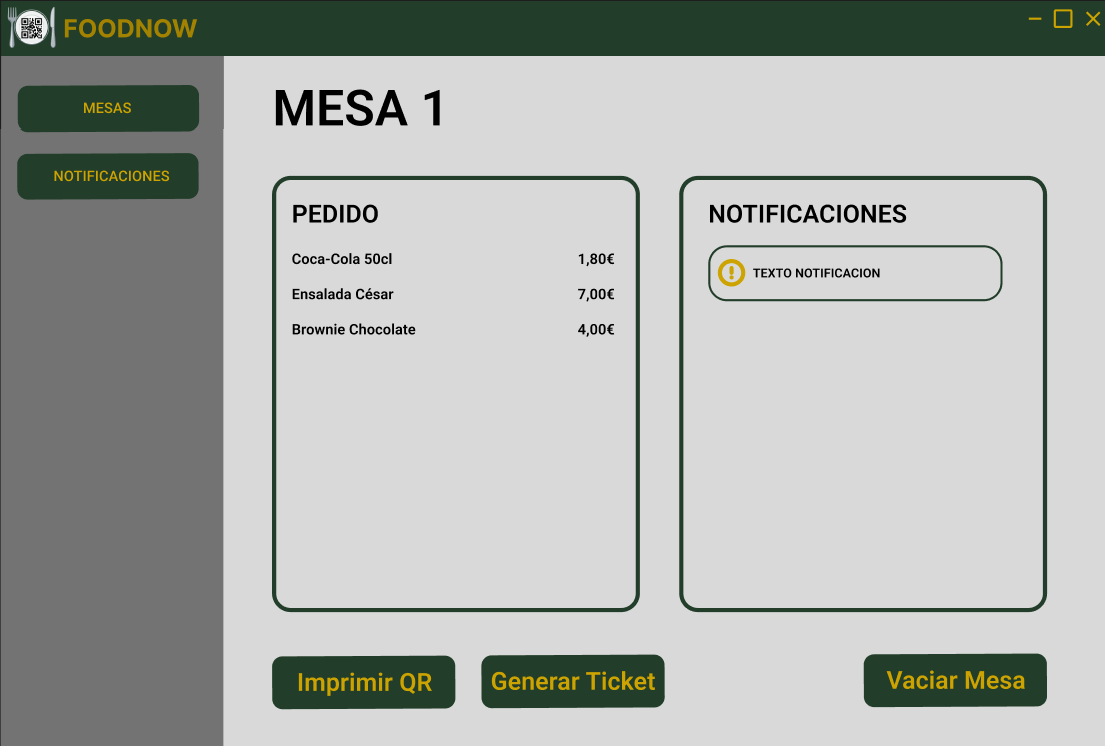 FOODNOW
MESAS
NOTIFICACIONES
MESA 1
PEDIDO
Coca-Cola 50cl 1,80€
Ensalada César 7,00€
Brownie Chocolate 4,00€
NOTIFICACIONES
TEXTO NOTIFICACION
Imprimir QR
Generar Ticket
Vaciar Mesa